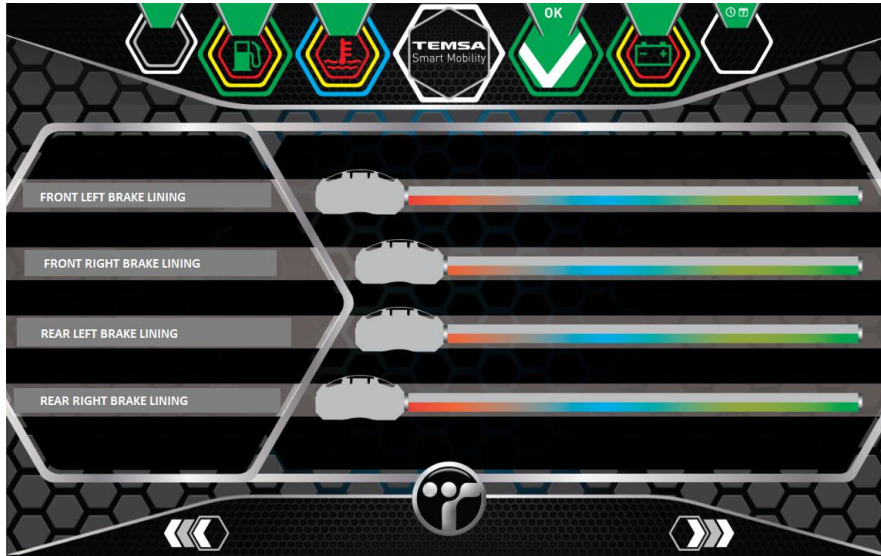 OK
TEMSA
Smart Mobility
FRONT LEFT BRAKE LINING
FRONT RIGHT BRAKE LINING
REAR LEFT BRAKE LINING
REAR RIGHT BRAKE LINING